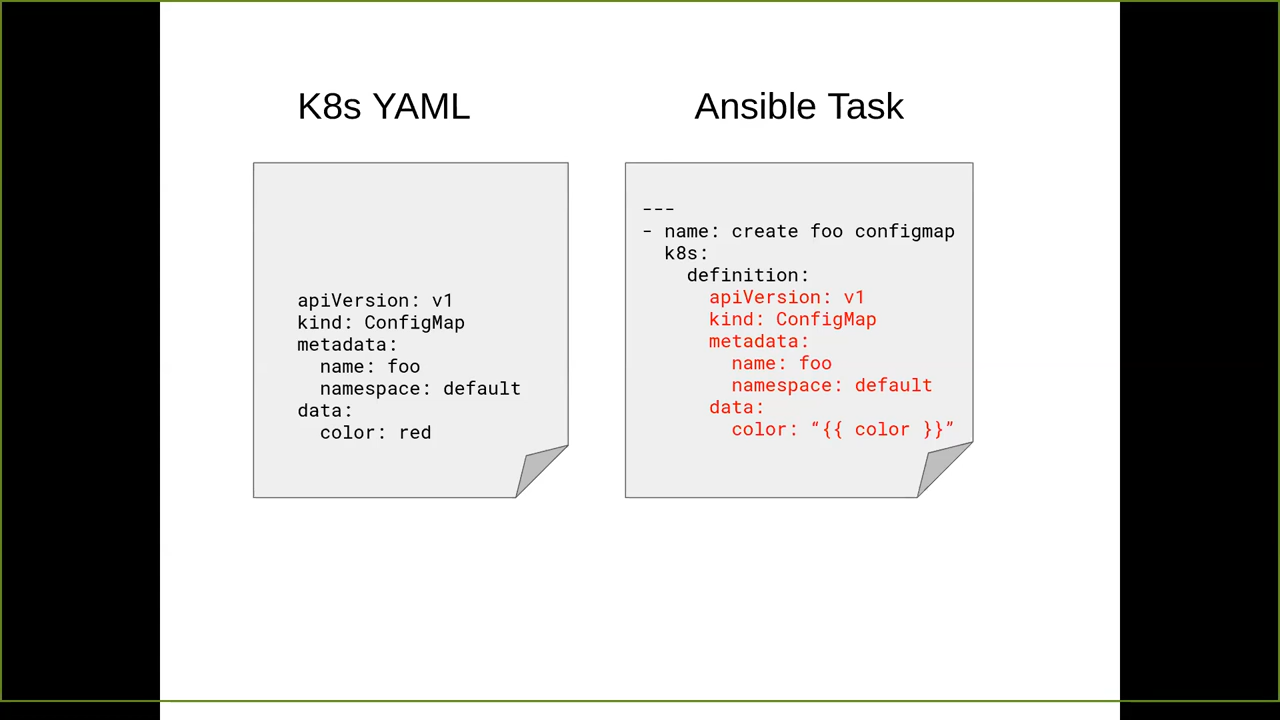 K8s YAML
apiVersion: v1
kind: ConfigMap
metadata:
  name: foo
  namespace: default
data:
  color: red
Ansible Task
---
- name: create foo configmap
  k8s:
    definition:
      apiVersion: v1
      kind: ConfigMap
      metadata:
        name: foo
        namespace: default
      data:
        color: “{{ color }}”